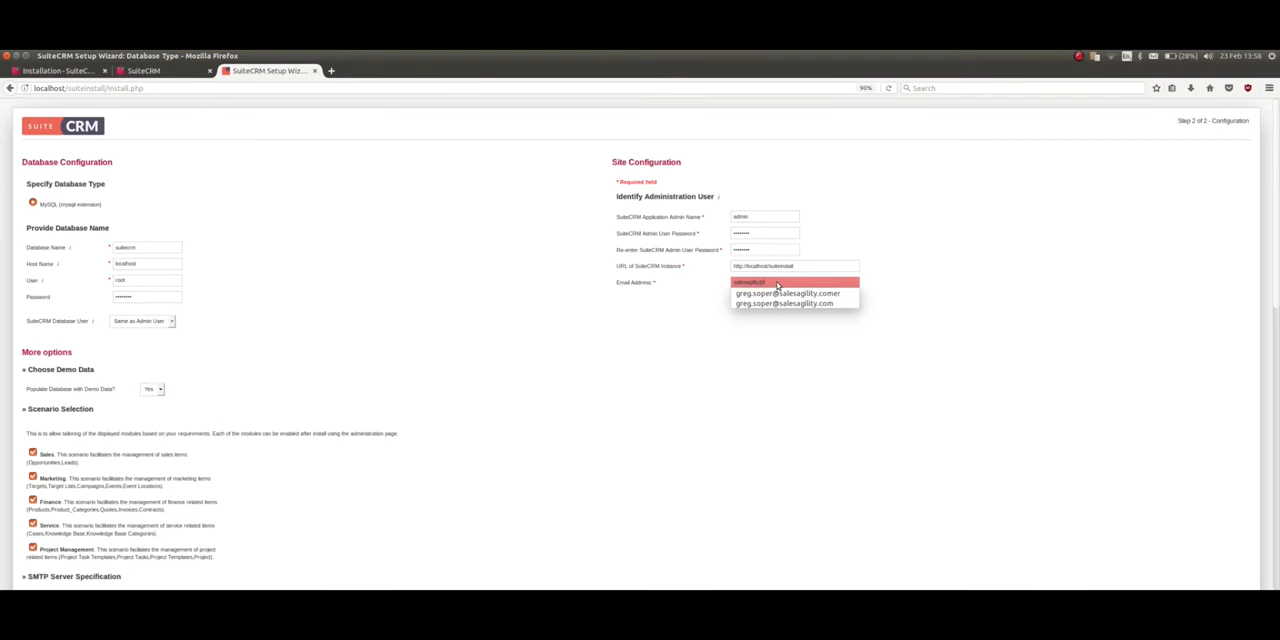 SuiteCRM Setup Wizard: Database Type - Mozilla Firefox
En
(28%)
23 Feb 13:58
Installation - SuiteC...
SuiteCRM
SuiteCRM Setup Wiz...
localhost/suiteinstall/install.php
90%
Search
SUITE CRM
Step 2 of 2 - Configuration
Database Configuration
Specify Database Type
MySQL (mysqli extension)
Provide Database Name
Database Name i * suitecrm
Host Name i * localhost
User i * root
Password ••••••••
SuiteCRM Database User i Same as Admin User
More options
» Choose Demo Data
Populate Database with Demo Data? Yes
» Scenario Selection
This is to allow tailoring of the displayed modules based on your requirements. Each of the modules can be enabled after install using the administration page.
Sales. This scenario facilitates the management of sales items
(Opportunities,Leads).
Marketing. This scenario facilitates the management of marketing items
(Targets,Target Lists,Campaigns,Events,Event Locations).
Finance. This scenario facilitates the management of finance related items
(Products,Product_Categories,Quotes,Invoices,Contracts).
Service. This scenario facilitates the management of service related items
(Cases,Knowledge Base,Knowledge Base Categories).
Project Management. This scenario faciliates the management of project
related items (Project Task Templates,Project Tasks,Project Templates,Project).
» SMTP Server Specification
Site Configuration
* Required field
Identify Administration User i
SuiteCRM Application Admin Name * admin
SuiteCRM Admin User Password * ••••••••
Re-enter SuiteCRM Admin User Password * ••••••••
URL of SuiteCRM Instance * http://localhost/suiteinstall
Email Address: *
greg.soper@salesagility.comer
greg.soper@salesagility.com